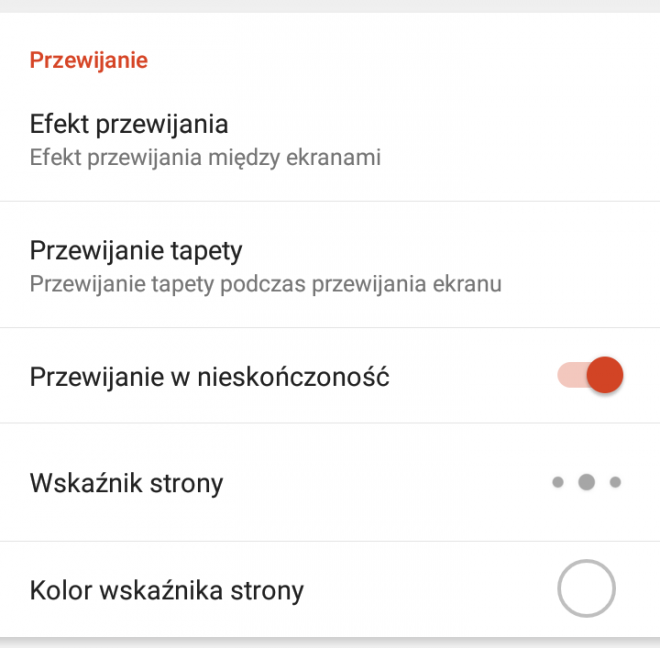 Przewijanie
Efekt przewijania
Efekt przewijania między ekranami
Przewijanie tapety
Przewijanie tapety podczas przewijania ekranu
Przewijanie w nieskończoność
Wskaźnik strony
Kolor wskaźnika strony